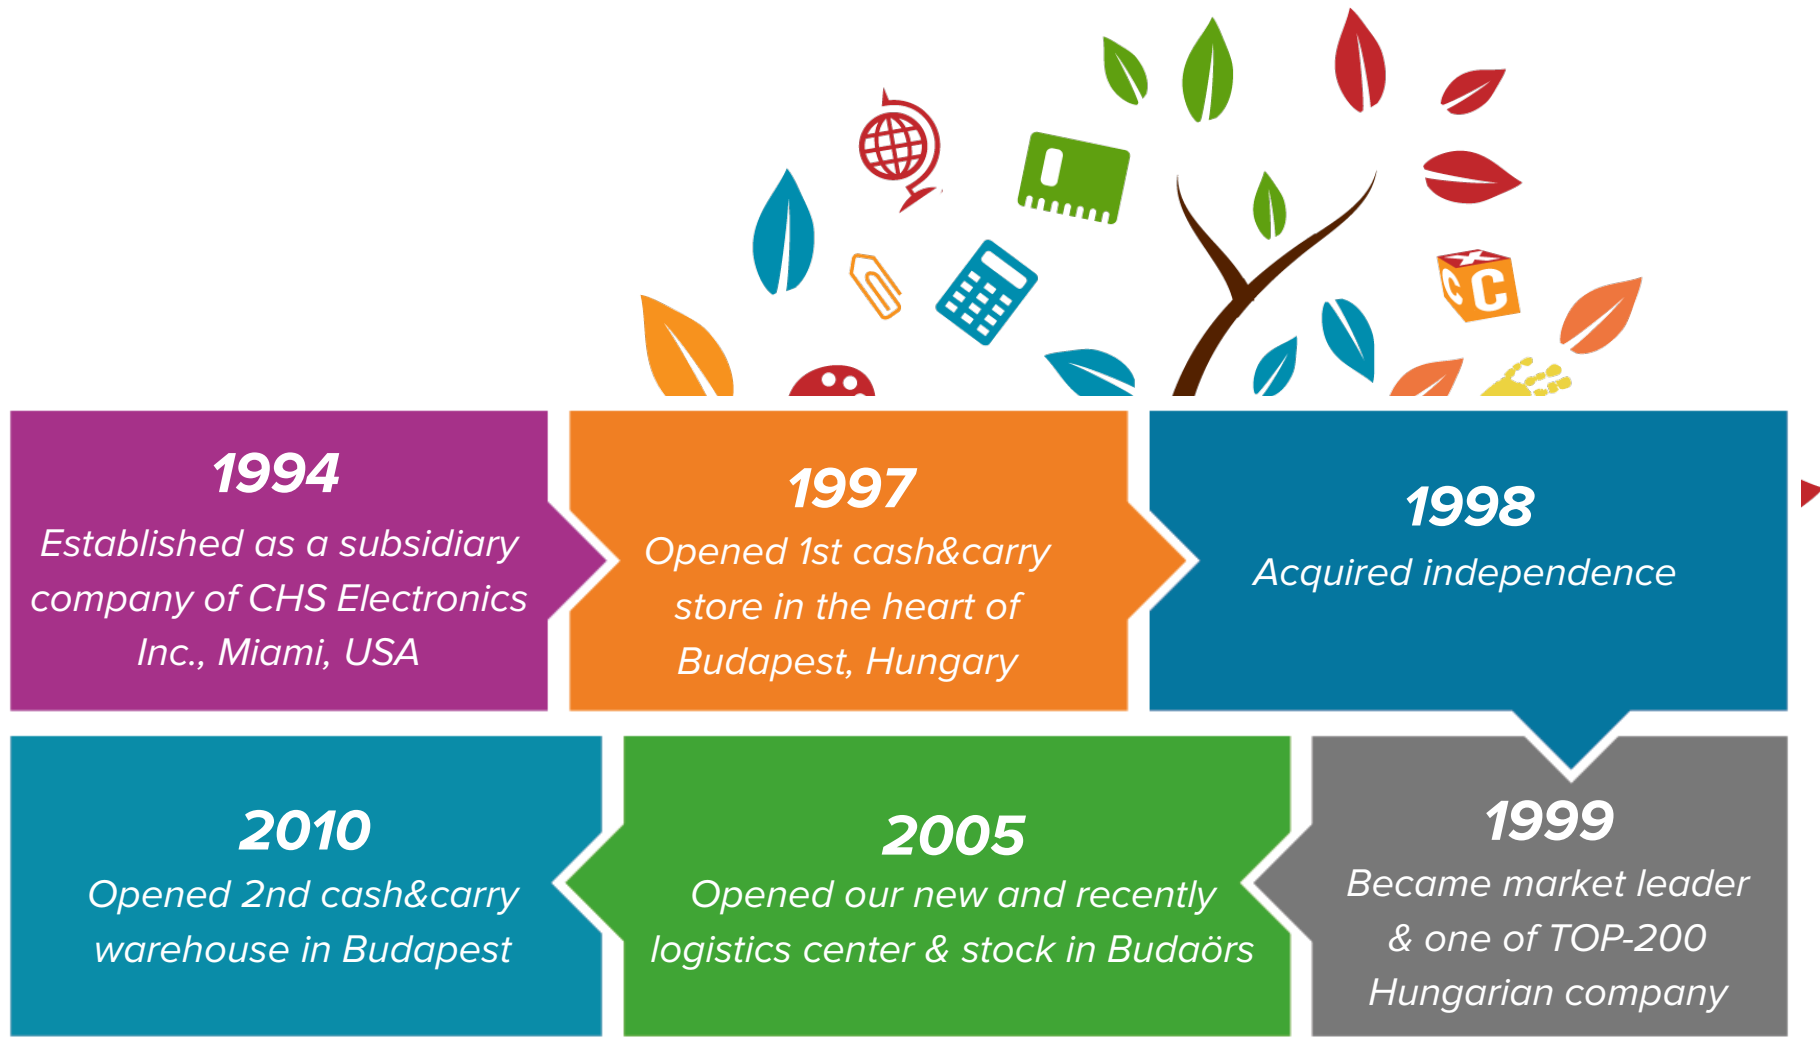 1994
Established as a subsidiary
company of CHS Electronics
Inc., Miami, USA
1997
Opened 1st cash&carry
store in the heart of
Budapest, Hungary
1998
Acquired independence
1999
Became market leader
& one of TOP-200
Hungarian company
2005
Opened our new and recently
logistics center & stock in Budaörs
2010
Opened 2nd cash&carry
warehouse in Budapest
X
C C